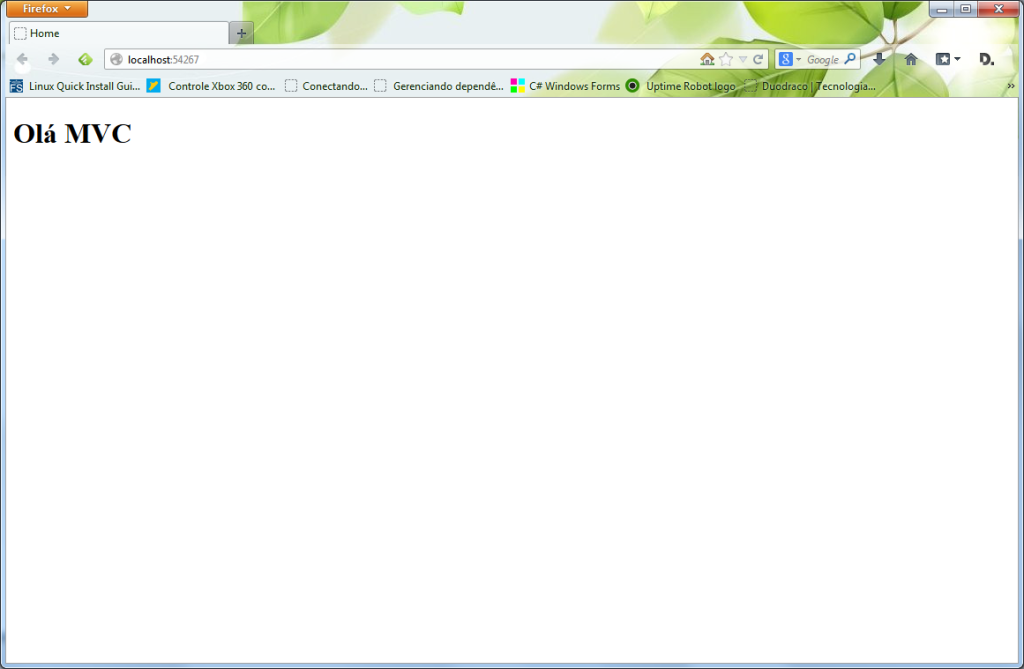 Firefox
Home
localhost:54267
Google
D.
Linux Quick Install Gui... Controle Xbox 360 co... Conectando... Gerenciando dependê... C# Windows Forms Uptime Robot logo Duodraco | Tecnologia... »
Olá MVC